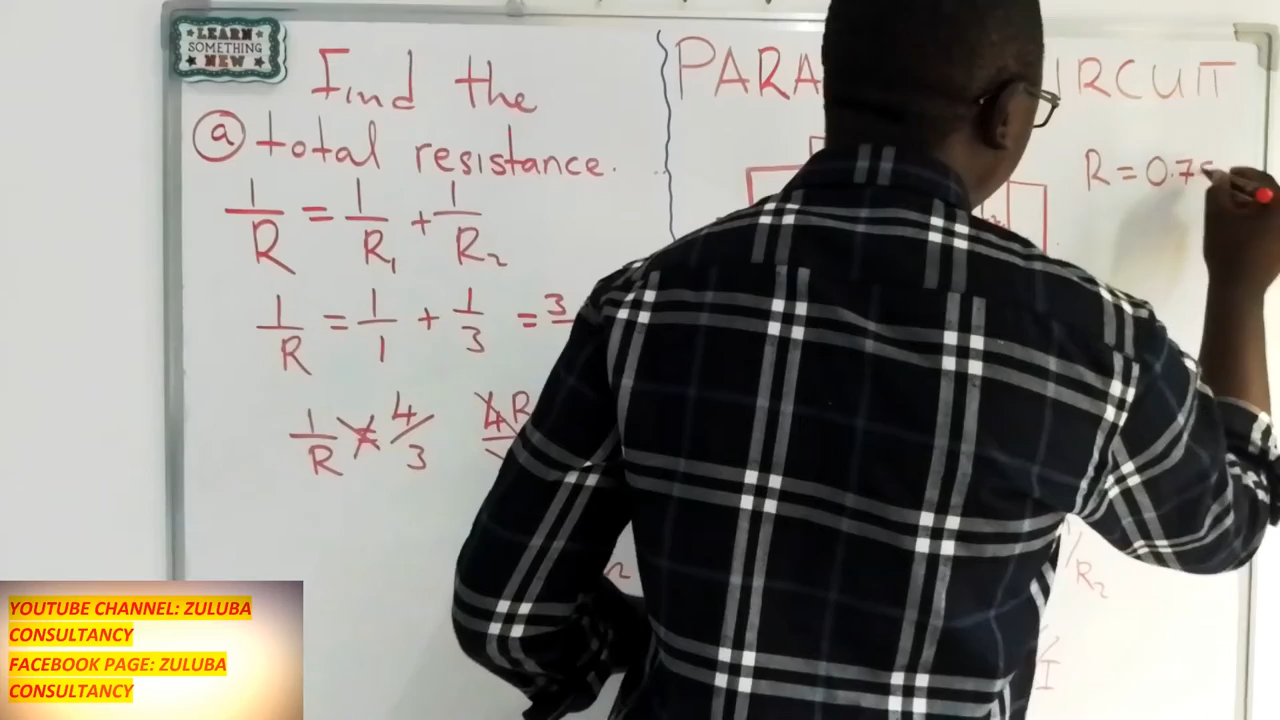 LEARN
SOMETHING
NEW
Find the
(a) total resistance.
1/R = 1/R₁ + 1/R₂
1/R = 1/1 + 1/3 = 3
1/R 4/3 4R
PARA IRCUIT
R = 0.75
/R₂
I
YOUTUBE CHANNEL: ZULUBA
CONSULTANCY
FACEBOOK PAGE: ZULUBA
CONSULTANCY